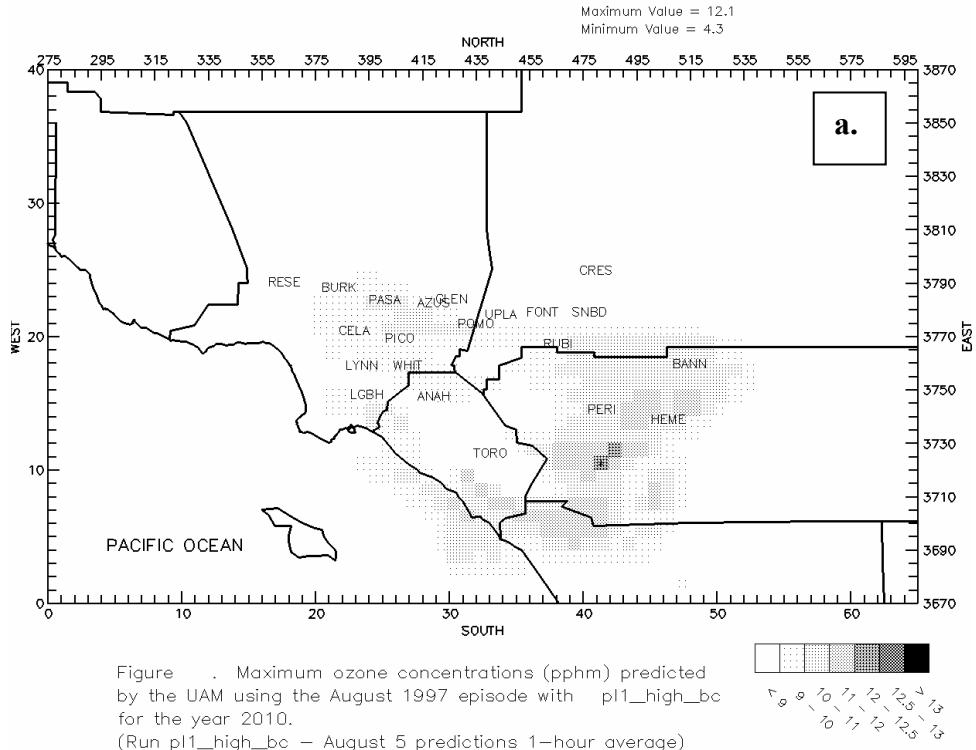 Maximum Value = 12.1
Minimum Value = 4.3
NORTH
275 295 315 335 355 375 395 415 435 455 475 495 515 535 555 575 595
40 3870
a.
3850
30 3830
3810
CRES
RESE BURK 3790
PASA AZUS GLEN
UPLA FONT SNBD
POMO
WEST 20 CELA PICO 3770 EAST
RUBI
LYNN WHIT BANN
LGBH ANAH 3750
PERI HEME
TORO 3730
10
3710
PACIFIC OCEAN 3690
0 3670
0 10 20 30 40 50 60
SOUTH
Figure . Maximum ozone concentrations (pphm) predicted
by the UAM using the August 1997 episode with pl1_high_bc
for the year 2010.
(Run pl1_high_bc – August 5 predictions 1-hour average)
< 9
9 – 10
10 – 11
11 – 12
12 – 12.5
12.5 – 13
> 13